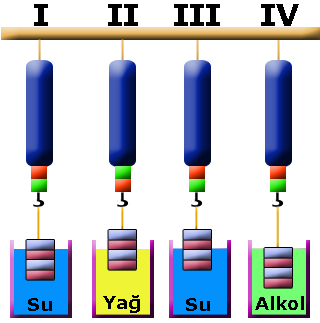 I II III IV
Su Yağ Su Alkol